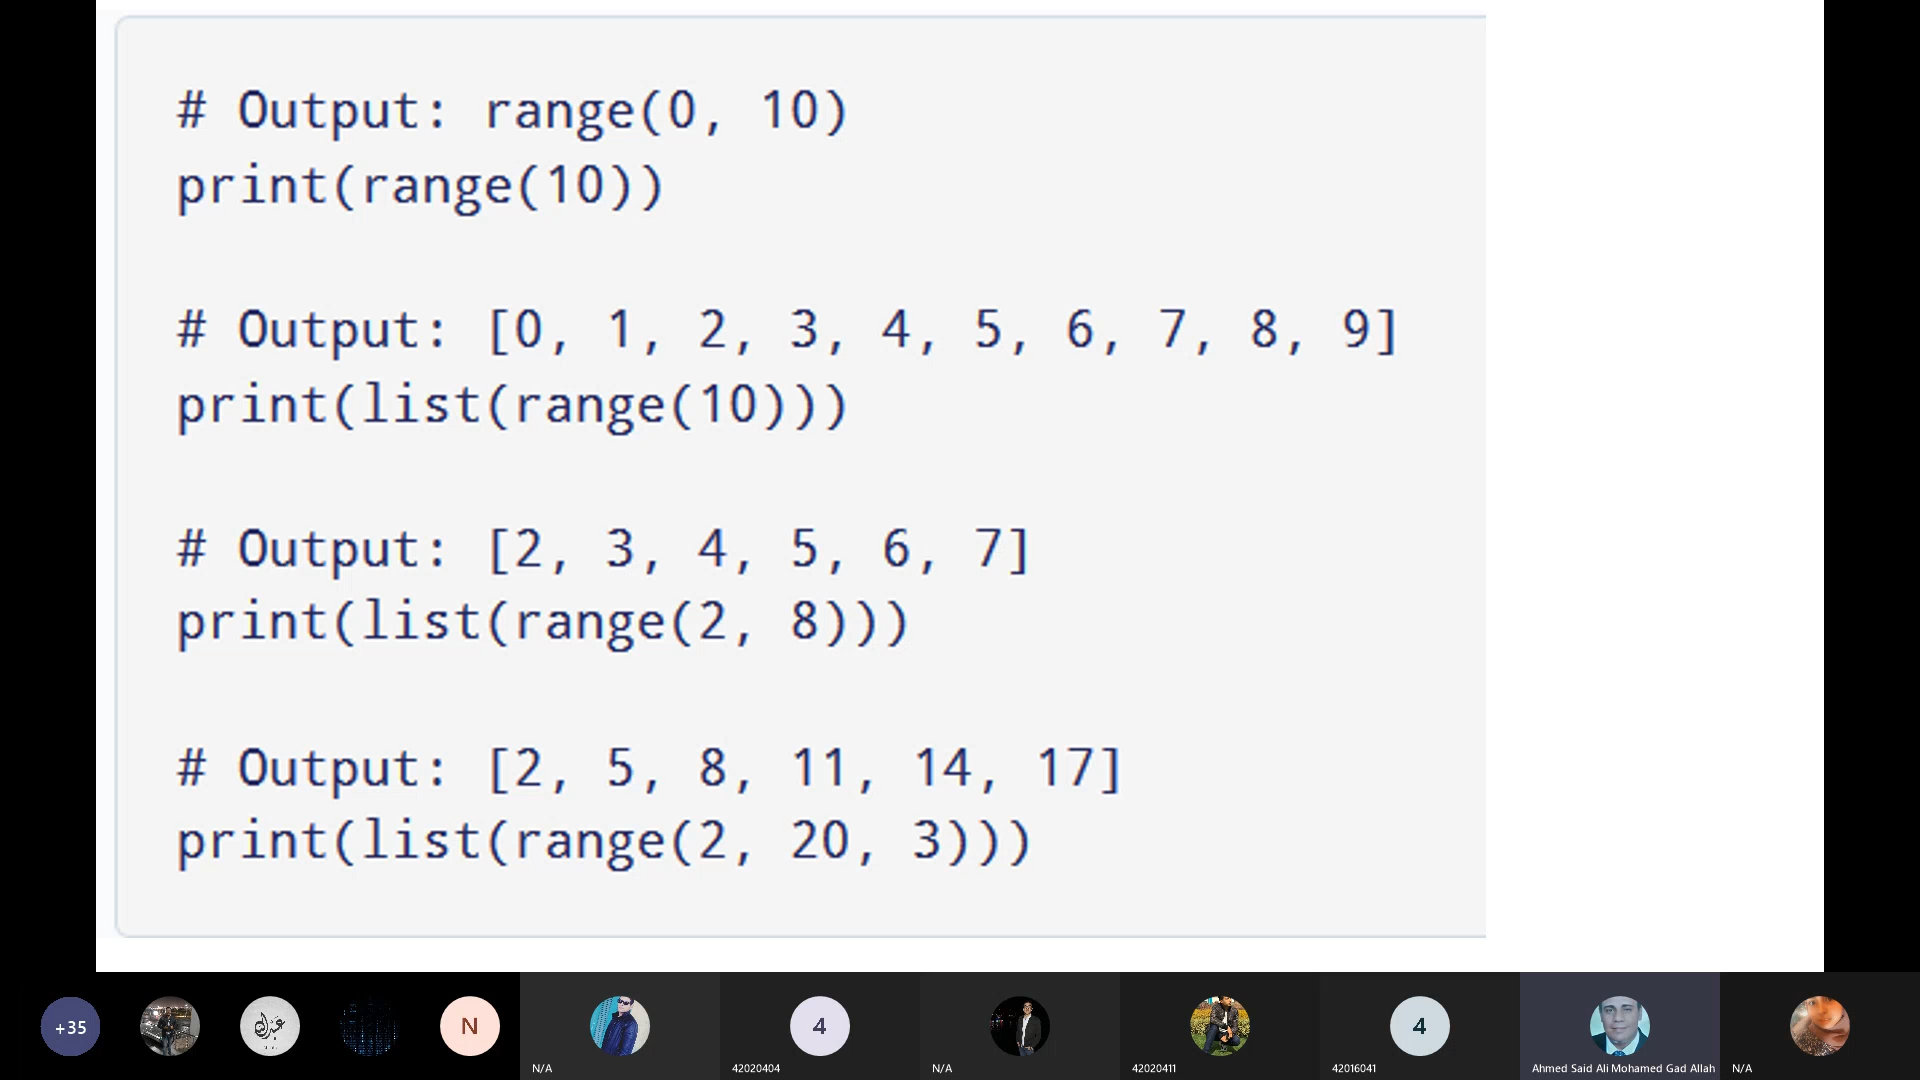 # Output: range(0, 10)
print(range(10))
# Output: [0, 1, 2, 3, 4, 5, 6, 7, 8, 9]
print(list(range(10)))
# Output: [2, 3, 4, 5, 6, 7]
print(list(range(2, 8)))
# Output: [2, 5, 8, 11, 14, 17]
print(list(range(2, 20, 3)))
+35
N
4
4
N/A
42020404
N/A
42020411
42016041
Ahmed Said Ali Mohamed Gad Allah
N/A